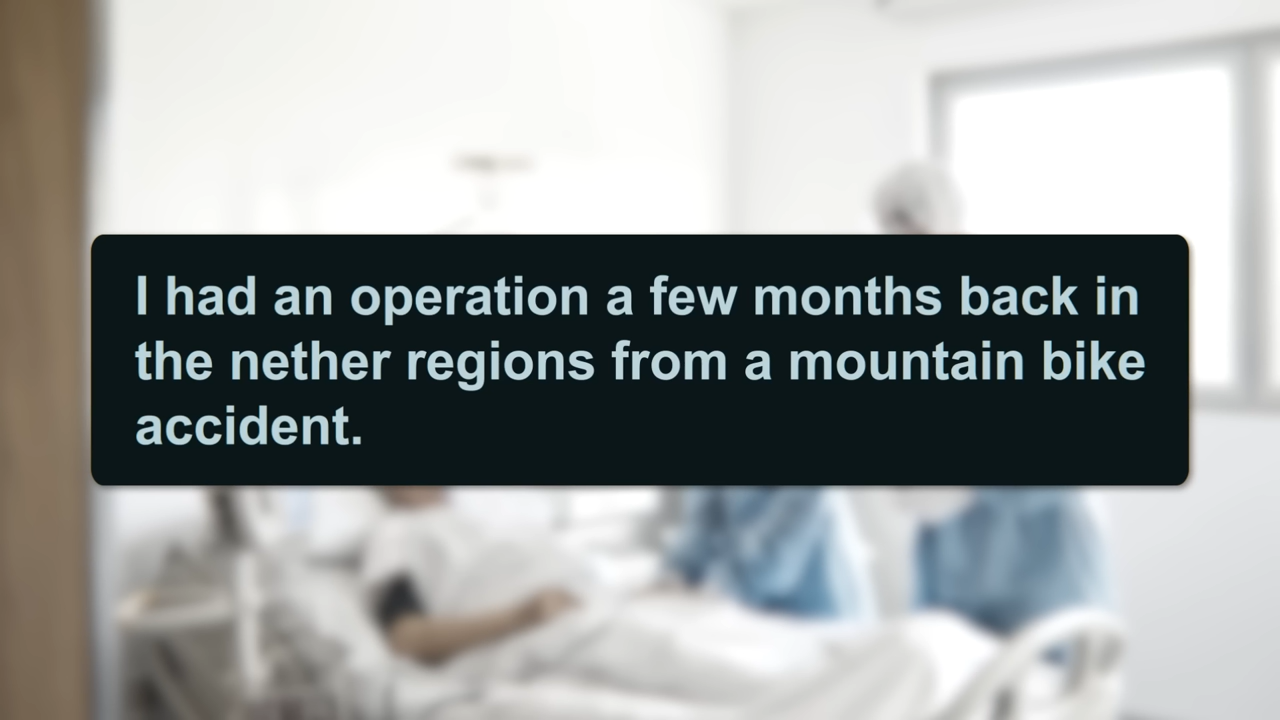 I had an operation a few months back in
the nether regions from a mountain bike
accident.